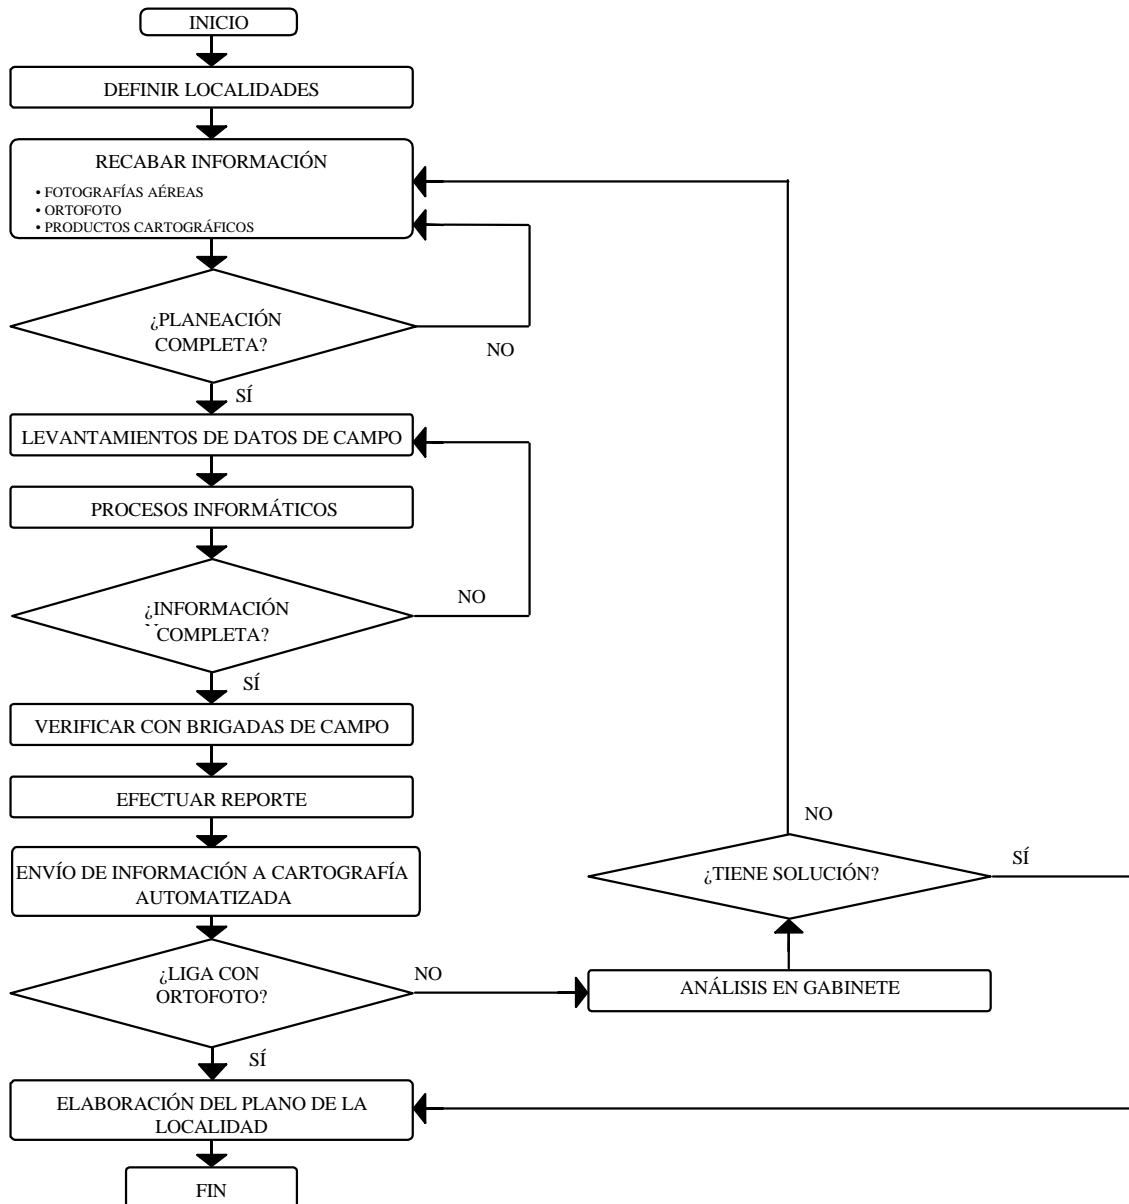 INICIO
DEFINIR LOCALIDADES
RECABAR INFORMACIÓN
• FOTOGRAFÍAS AÉREAS
• ORTOFOTO
• PRODUCTOS CARTOGRÁFICOS
¿PLANEACIÓN
COMPLETA?
NO
SÍ
LEVANTAMIENTOS DE DATOS DE CAMPO
PROCESOS INFORMÁTICOS
¿INFORMACIÓN
COMPLETA?
NO
SÍ
VERIFICAR CON BRIGADAS DE CAMPO
EFECTUAR REPORTE
ENVÍO DE INFORMACIÓN A CARTOGRAFÍA
AUTOMATIZADA
¿LIGA CON
ORTOFOTO?
NO
SÍ
ANÁLISIS EN GABINETE
¿TIENE SOLUCIÓN?
NO
SÍ
ELABORACIÓN DEL PLANO DE LA
LOCALIDAD
FIN